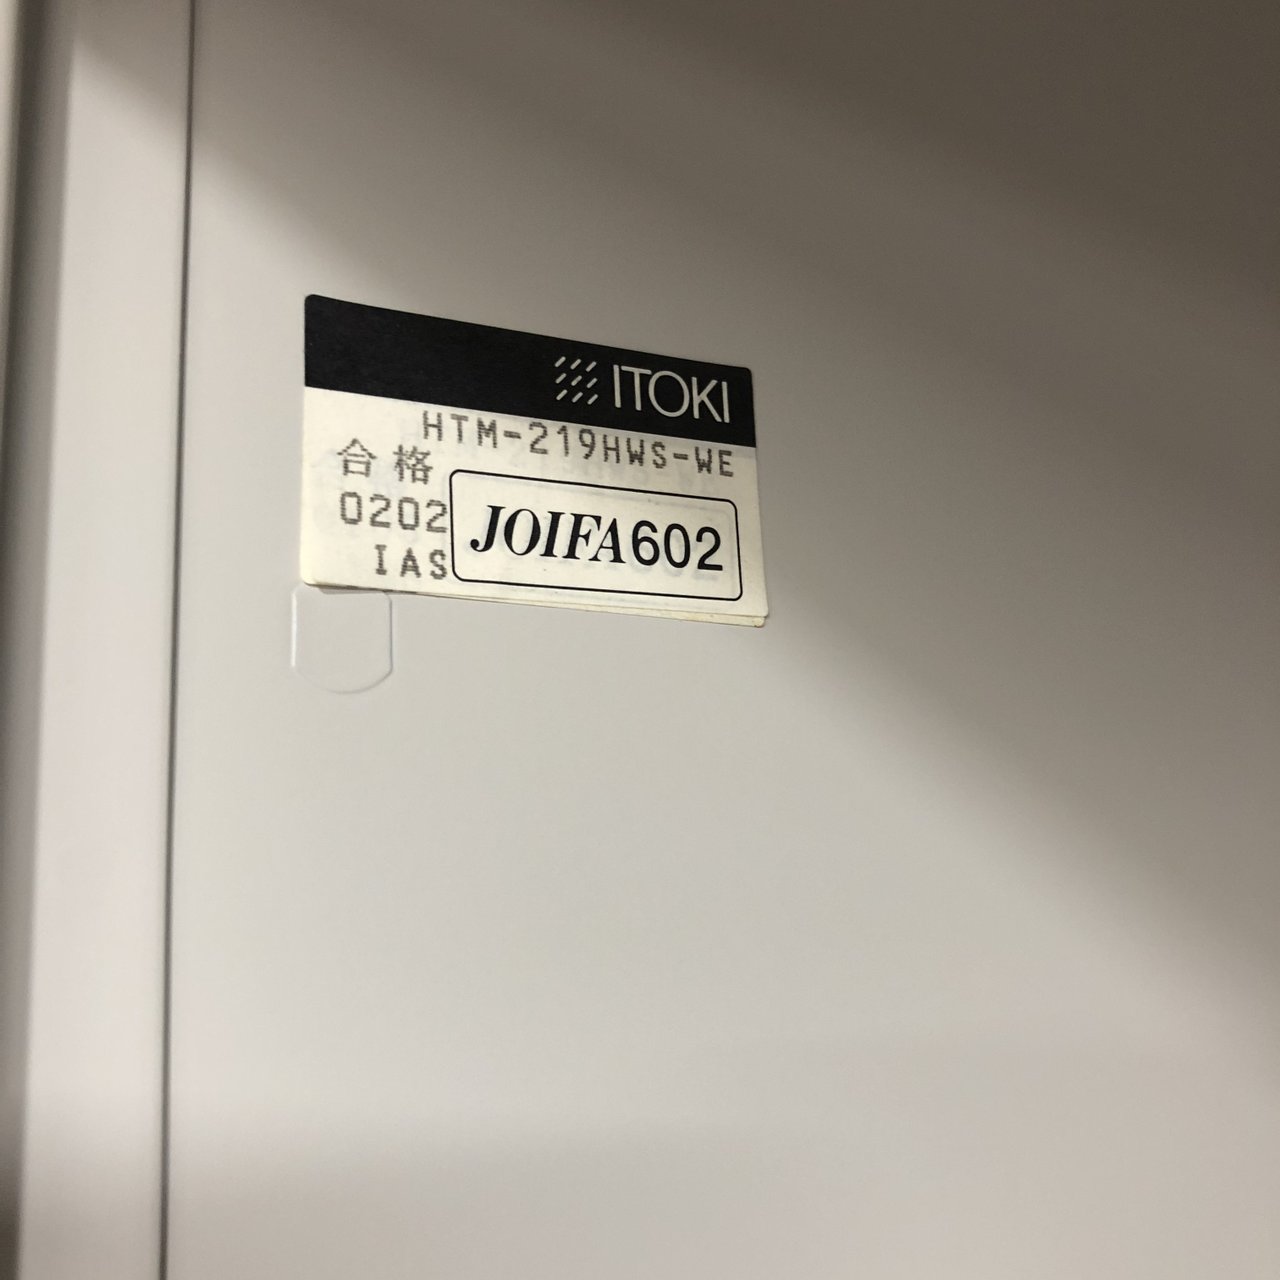 ITOKI
HTM-219HWS-WE
合格
0202
IAS
JOIFA602